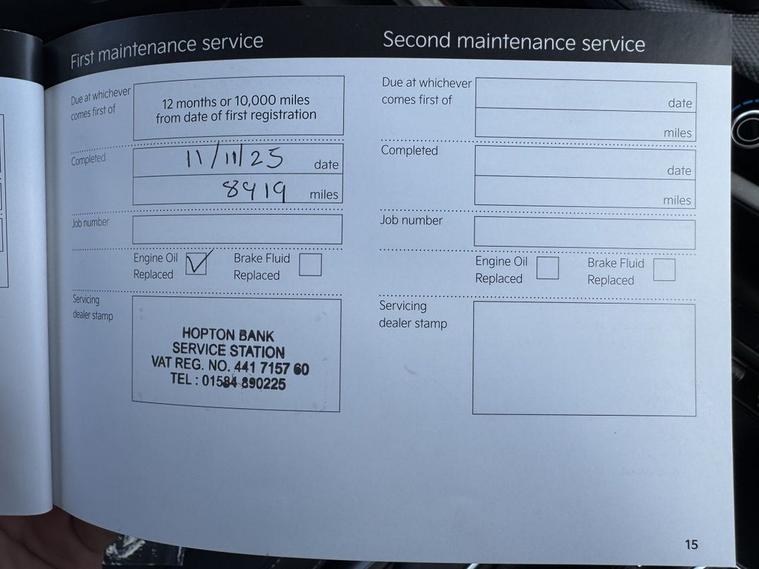 First maintenance service
Due at whichever
comes first of
12 months or 10,000 miles
from date of first registration
Completed
11/11/25 date
8919 miles
Job number
Engine Oil
Replaced
Brake Fluid
Replaced
Servicing
dealer stamp
HOPTON BANK
SERVICE STATION
VAT REG. NO. 441 7157 60
TEL : 01584 890225
Second maintenance service
Due at whichever
comes first of
date
miles
Completed
date
miles
Job number
Engine Oil
Replaced
Brake Fluid
Replaced
Servicing
dealer stamp
15